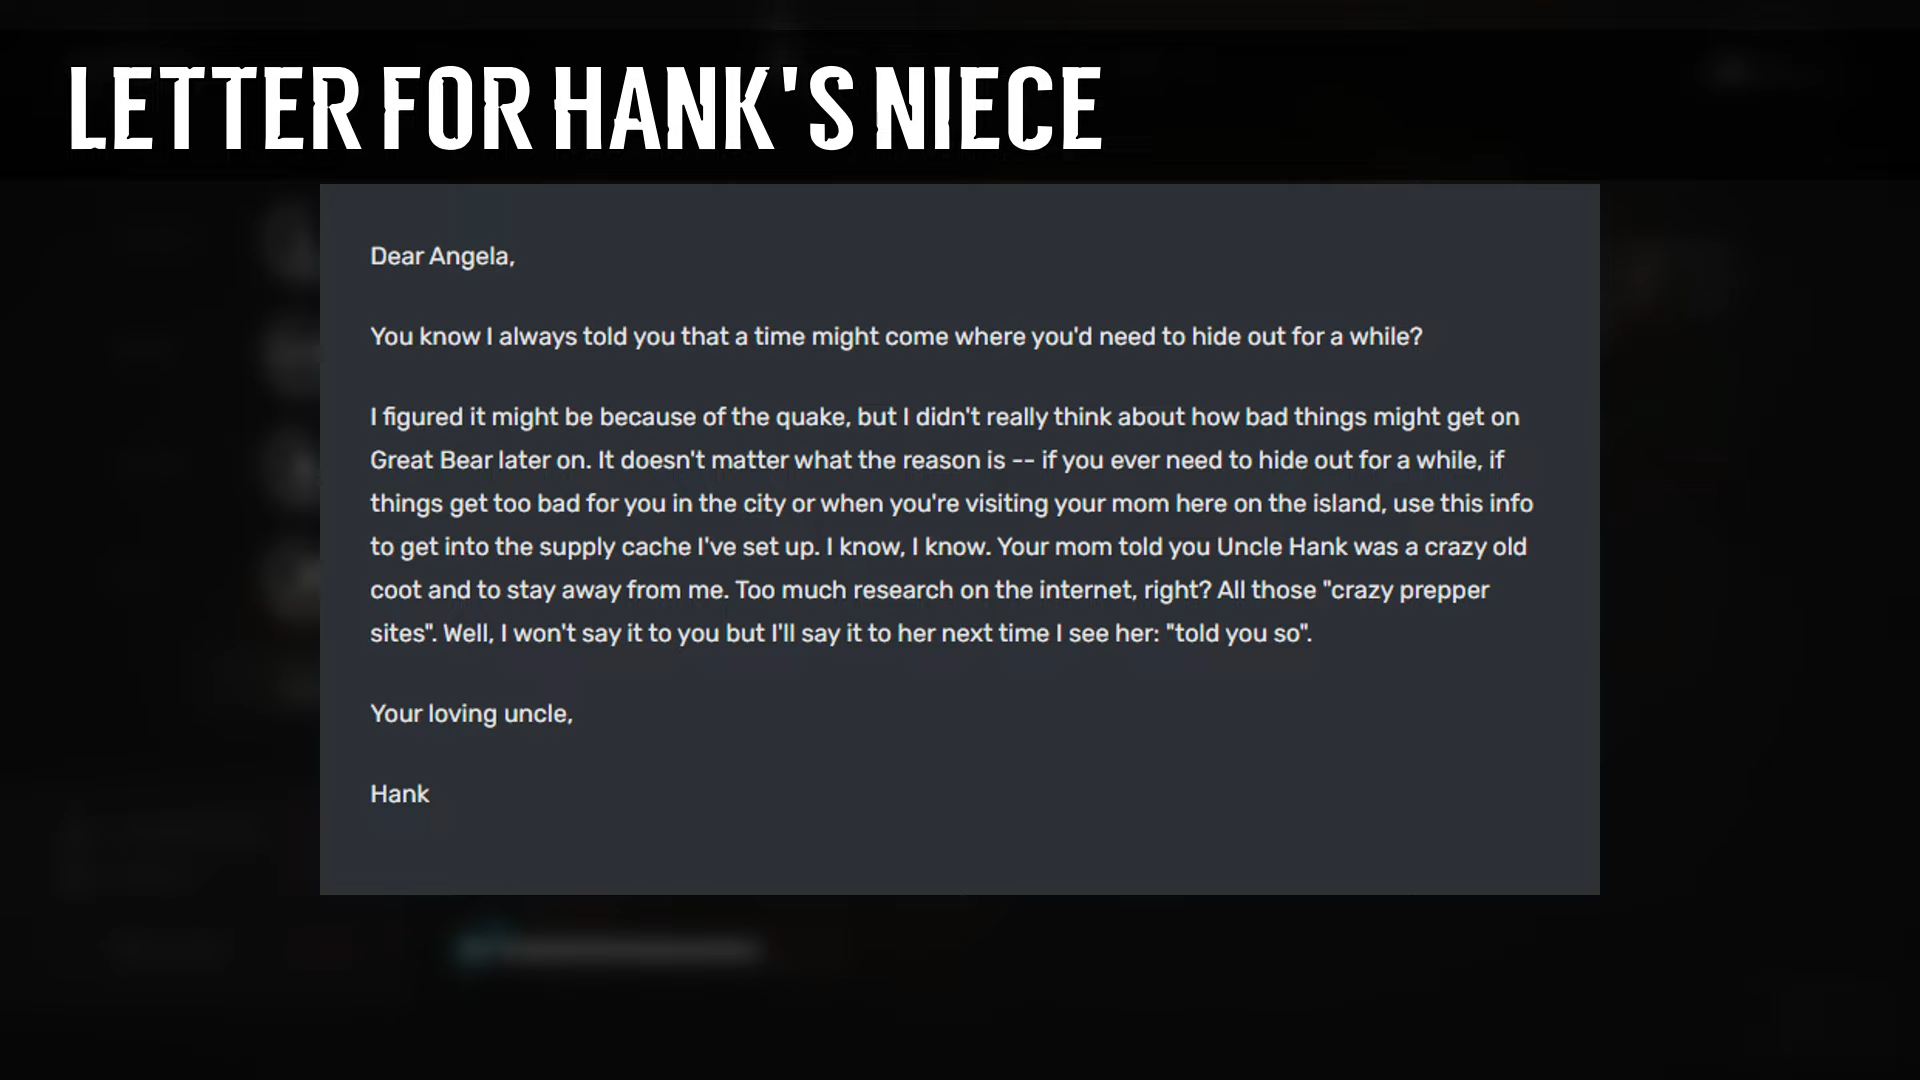 LETTER FOR HANK'S NIECE
Dear Angela,
You know I always told you that a time might come where you'd need to hide out for a while?
I figured it might be because of the quake, but I didn't really think about how bad things might get on
Great Bear later on. It doesn't matter what the reason is -- if you ever need to hide out for a while, if
things get too bad for you in the city or when you're visiting your mom here on the island, use this info
to get into the supply cache I've set up. I know, I know. Your mom told you Uncle Hank was a crazy old
coot and to stay away from me. Too much research on the internet, right? All those "crazy prepper
sites". Well, I won't say it to you but I'll say it to her next time I see her: "told you so".
Your loving uncle,
Hank